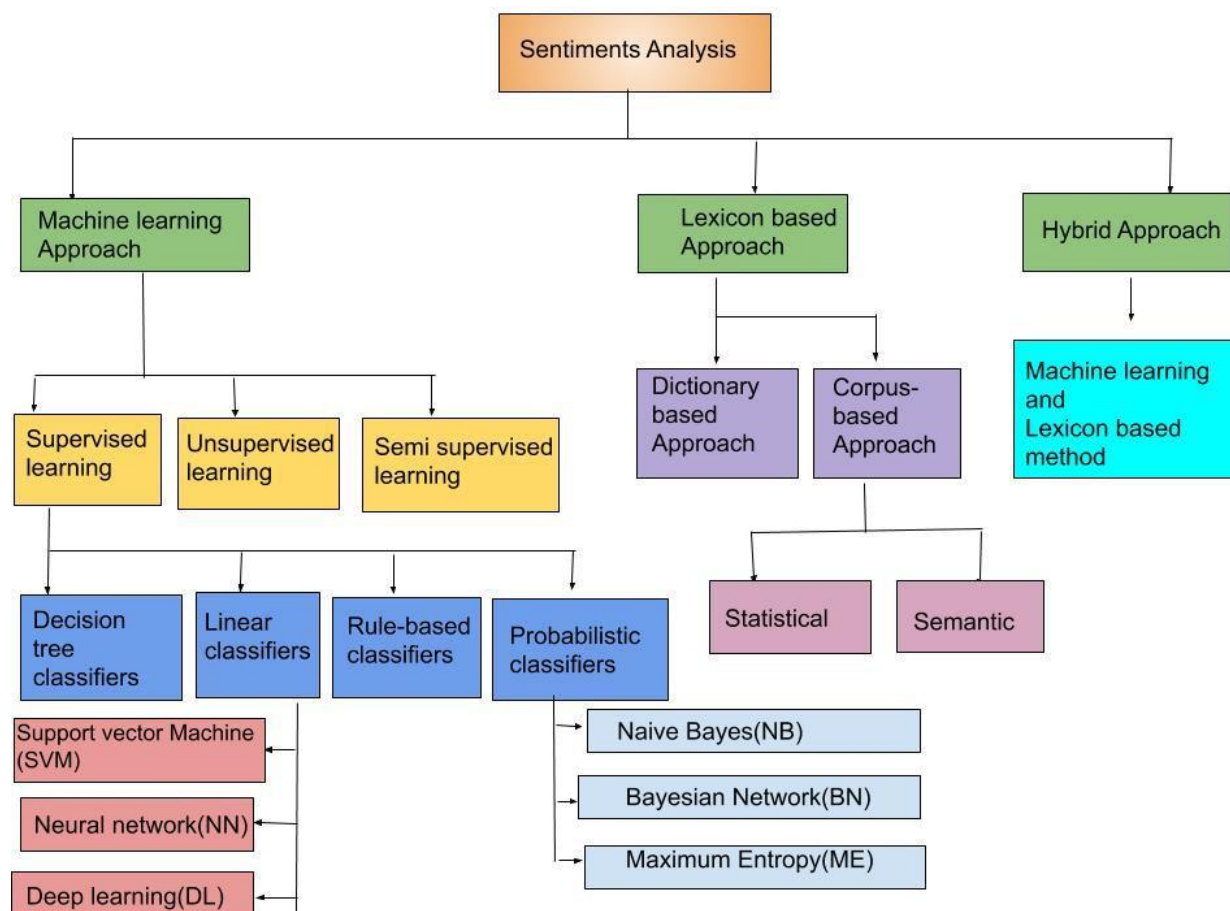 Sentiments Analysis
Machine learning
Approach
Lexicon based
Approach
Hybrid Approach
Supervised
learning
Unsupervised
learning
Semi supervised
learning
Dictionary
based
Approach
Corpus-
based
Approach
Machine learning
and
Lexicon based
method
Decision
tree
classifiers
Linear
classifiers
Rule-based
classifiers
Probabilistic
classifiers
Statistical
Semantic
Support vector Machine
(SVM)
Neural network(NN)
Deep learning(DL)
Naive Bayes(NB)
Bayesian Network(BN)
Maximum Entropy(ME)